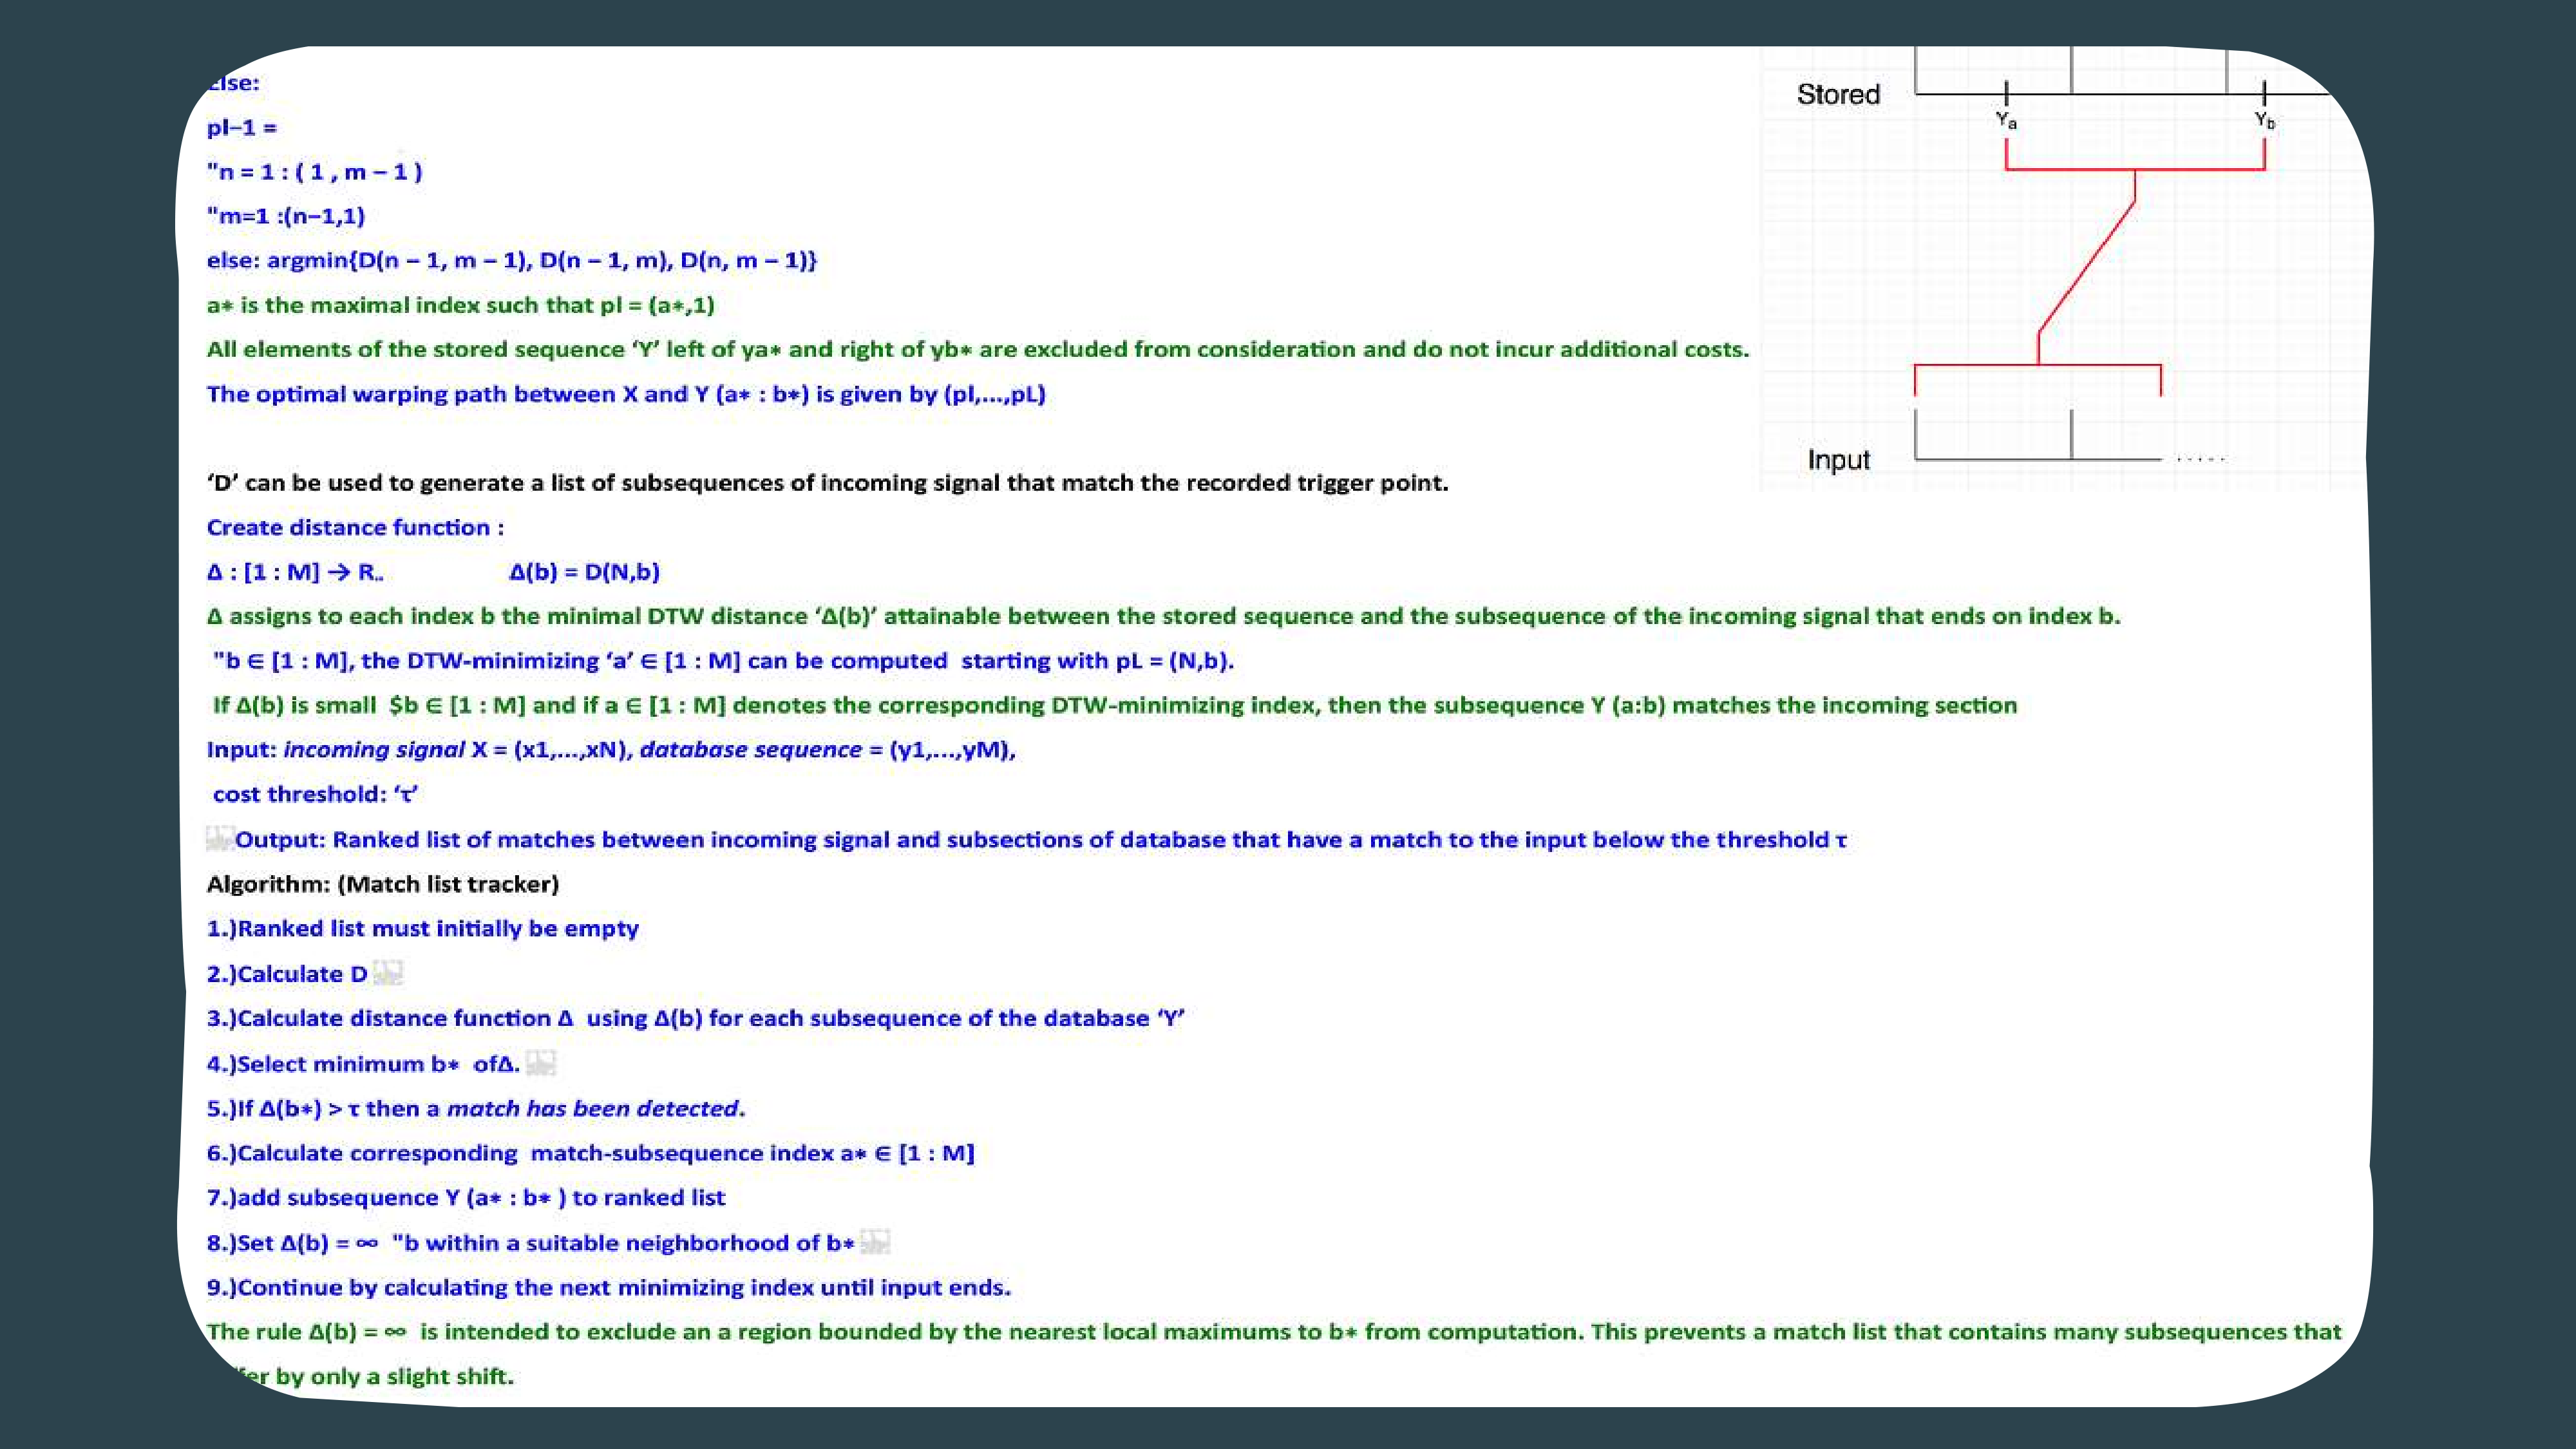 Else:
pl−1 =
"n = 1 : ( 1 , m − 1 )
"m=1 :(n−1,1)
else: argmin{D(n − 1, m − 1), D(n − 1, m), D(n, m − 1)}
a∗ is the maximal index such that pl = (a∗,1)
All elements of the stored sequence ‘Y’ left of ya∗ and right of yb∗ are excluded from consideration and do not incur additional costs.
The optimal warping path between X and Y (a∗ : b∗) is given by (pl,...,pL)
Stored
Ya Yb
Input
.....
‘D’ can be used to generate a list of subsequences of incoming signal that match the recorded trigger point.
Create distance function :
Δ : [1 : M] → R.. Δ(b) = D(N,b)
Δ assigns to each index b the minimal DTW distance ‘Δ(b)’ attainable between the stored sequence and the subsequence of the incoming signal that ends on index b.
"b ∈ [1 : M], the DTW-minimizing ‘a’ ∈ [1 : M] can be computed starting with pL = (N,b).
If Δ(b) is small $b ∈ [1 : M] and if a ∈ [1 : M] denotes the corresponding DTW-minimizing index, then the subsequence Y (a:b) matches the incoming section
Input: incoming signal X = (x1,...,xN), database sequence = (y1,...,yM),
cost threshold: ‘τ’
Output: Ranked list of matches between incoming signal and subsections of database that have a match to the input below the threshold τ
Algorithm: (Match list tracker)
1.)Ranked list must initially be empty
2.)Calculate D
3.)Calculate distance function Δ using Δ(b) for each subsequence of the database ‘Y’
4.)Select minimum b∗ ofΔ.
5.)If Δ(b∗) > τ then a match has been detected.
6.)Calculate corresponding match-subsequence index a∗ ∈ [1 : M]
7.)add subsequence Y (a∗ : b∗ ) to ranked list
8.)Set Δ(b) = ∞ "b within a suitable neighborhood of b∗
9.)Continue by calculating the next minimizing index until input ends.
The rule Δ(b) = ∞ is intended to exclude an a region bounded by the nearest local maximums to b∗ from computation. This prevents a match list that contains many subsequences that
by only a slight shift.